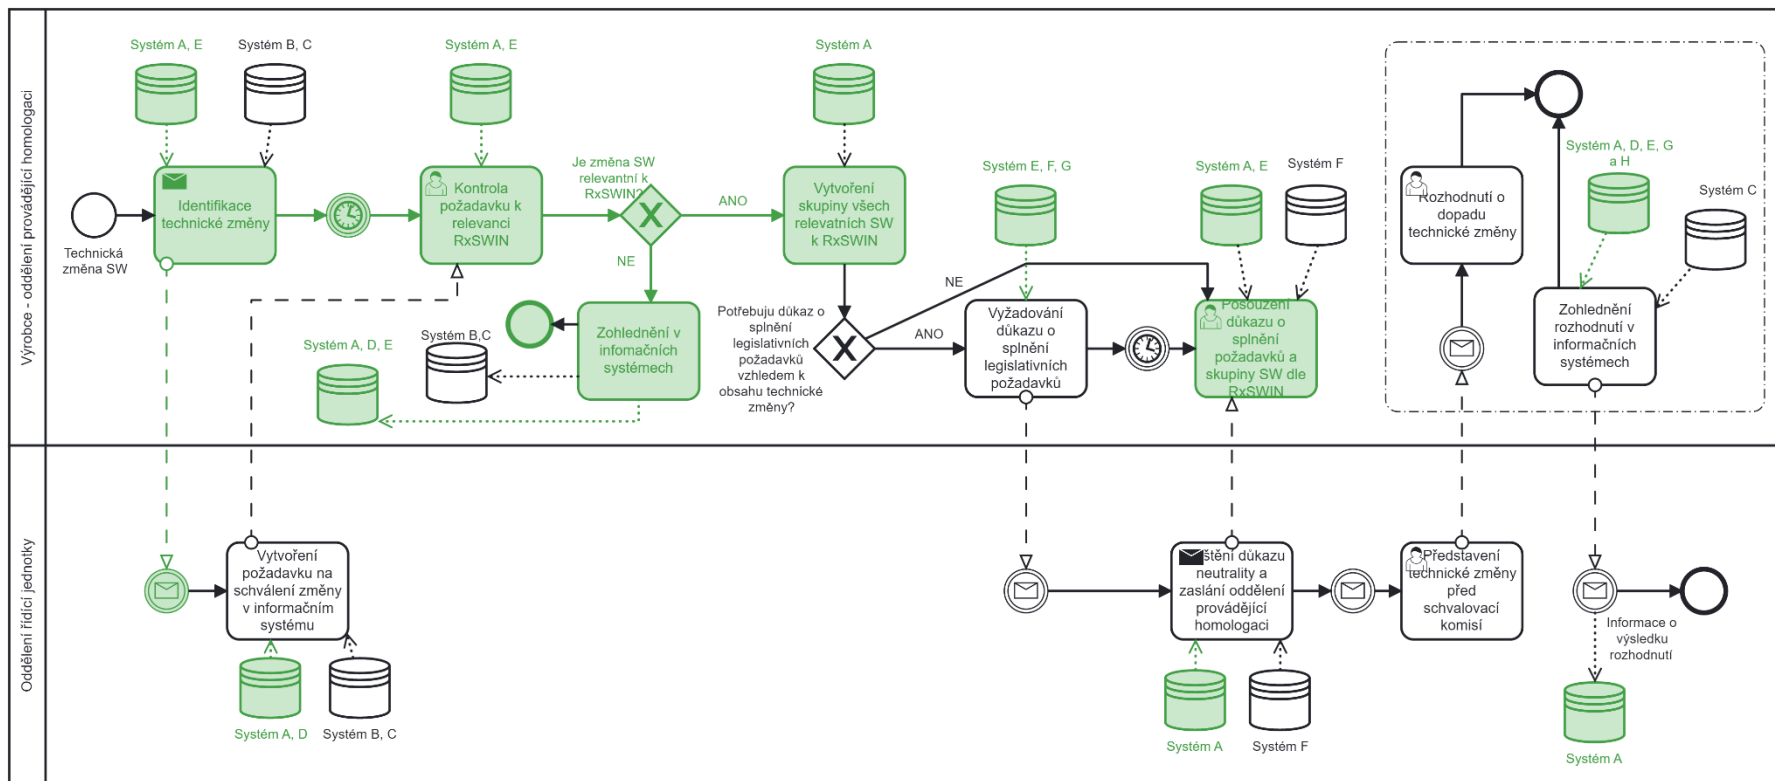 Výrobce - oddělení provádějící homologaci
Systém A, E
Systém B, C
Systém A, E
Systém A
Technická
změna SW
Identifikace
technické změny
Kontrola
požadavku k
relevanci
RxSWIN
Je změna SW
relevantní k
RxSWIN?
ANO
NE
Vytvoření
skupiny všech
relevatních SW
k RxSWIN
Zohlednění v
infomačních
systémech
Systém B,C
Systém A, D, E
Potřebuju důkaz o
splnění
legislativních
požadavků
vzhledem k
obsahu technické
změny?
NE
ANO
Systém E, F, G
Vyžadování
důkazu o
splnění
legislativních
požadavků
Systém A, E
Systém F
Posouzení
důkazu o
splnění
požadavků a
skupiny SW dle
RxSWIN
Rozhodnutí o
dopadu
technické změny
Systém A, D, E, G
a H
Systém C
Zohlednění
rozhodnutí v
informačních
systémech
Oddělení řídící jednotky
Vytvoření
požadavku na
schválení změny
v informačním
systému
Systém A, D
Systém B, C
neutrality a
zaslání oddělení
provádějící
homologaci
důkazu
Systém A
Systém F
Představení
technické změny
před
schvalovací
komisí
Informace o
výsledku
rozhodnutí
Systém A